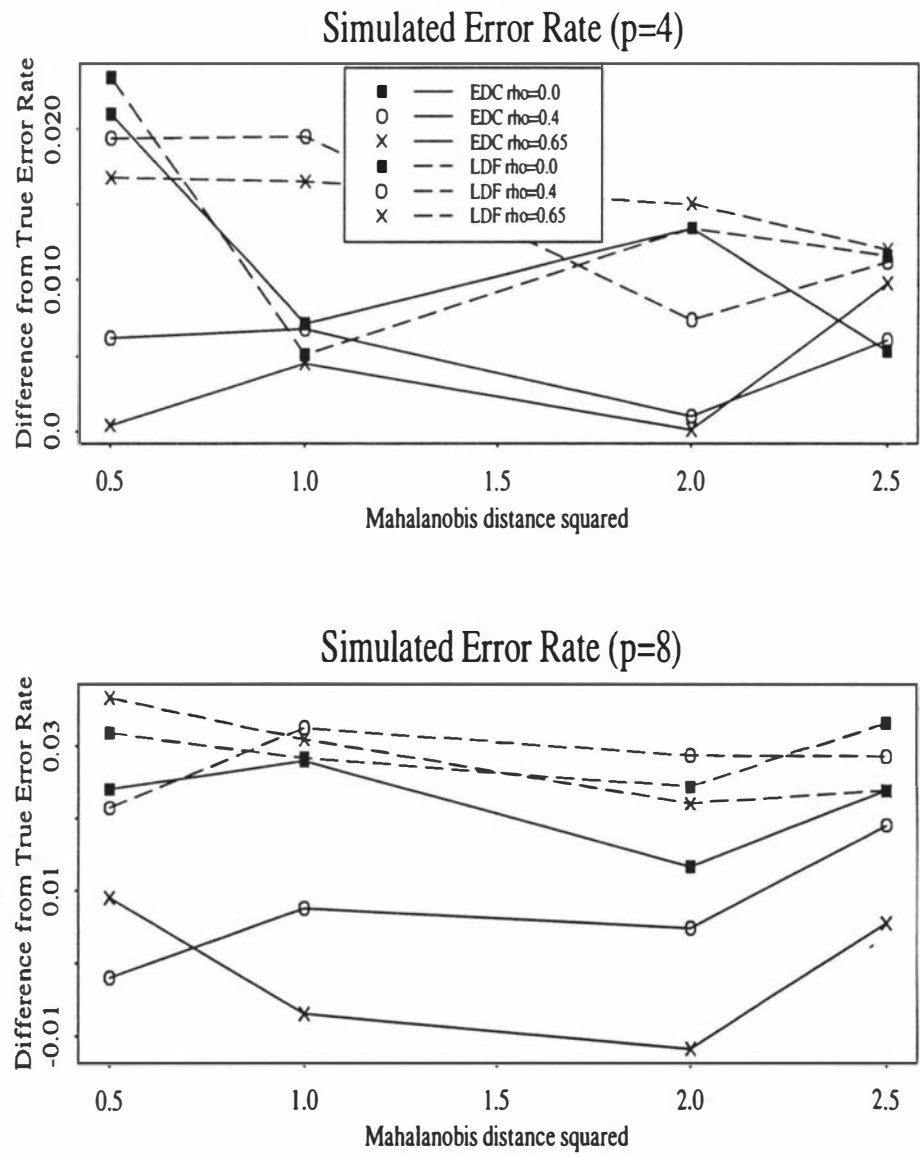 Simulated Error Rate (p=4)
Difference from True Error Rate
0.020
0.010
0.0
EDC rho=0.0
EDC rho=0.4
EDC rho=0.65
LDF rho=0.0
LDF rho=0.4
LDF rho=0.65
0.5 1.0 1.5 2.0 2.5
Mahalanobis distance squared
Simulated Error Rate (p=8)
Difference from True Error Rate
0.03
0.01
-0.01
0.5 1.0 1.5 2.0 2.5
Mahalanobis distance squared